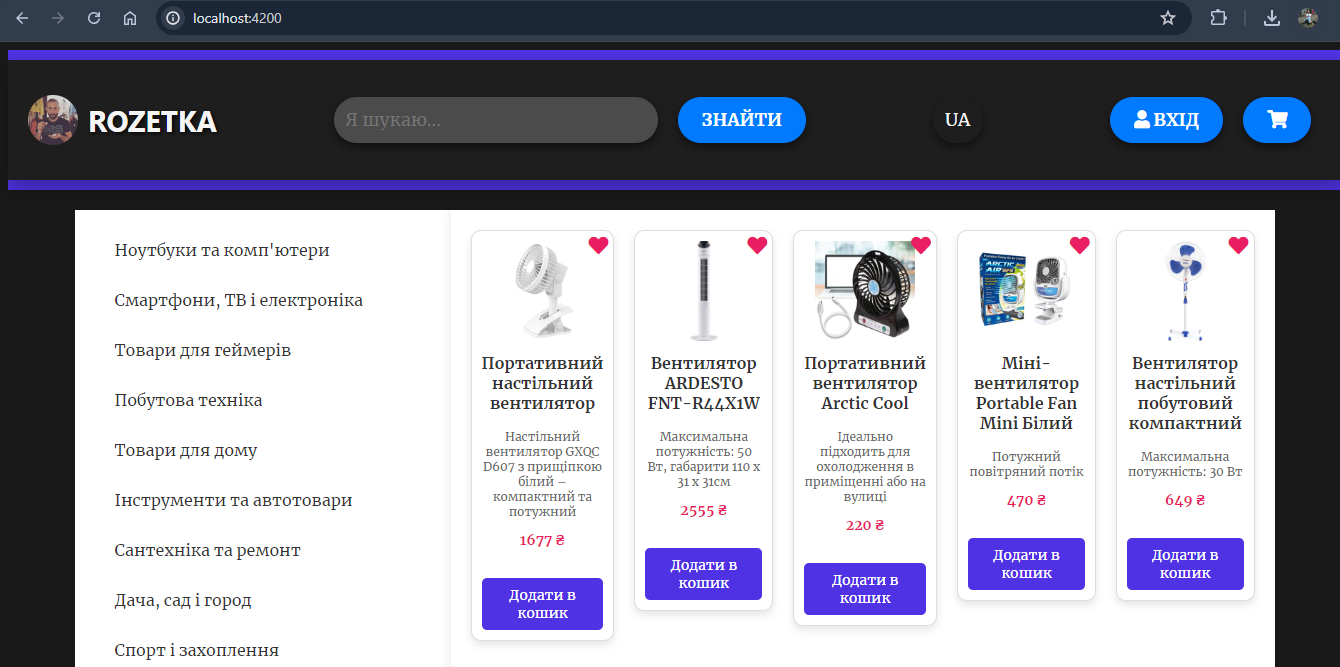 localhost:4200
ROZETKA
Я шукаю...
ЗНАЙТИ
UA
ВХІД
Ноутбуки та комп'ютери
Смартфони, ТВ і електроніка
Товари для геймерів
Побутова техніка
Товари для дому
Інструменти та автотовари
Сантехніка та ремонт
Дача, сад і город
Спорт і захоплення
Портативний
настільний
вентилятор
Настільний
вентилятор GXQC
D607 з прищіпкою
білий –
компактний та
потужний
1677 ₴
Додати в
кошик
Вентилятор
ARDESTO
FNT-R44X1W
Максимальна
потужність: 50
Вт, габарити 110 х
31 х 31см
2555 ₴
Додати в
кошик
Портативний
вентилятор
Arctic Cool
Ідеально
підходить для
охолодження в
приміщенні або на
вулиці
220 ₴
Додати в
кошик
ARCTIC
AIR
Міні-
вентилятор
Portable Fan
Mini Білий
Потужний
повітряний потік
470 ₴
Додати в
кошик
Вентилятор
настільний
побутовий
компактний
Максимальна
потужність: 30 Вт
649 ₴
Додати в
кошик